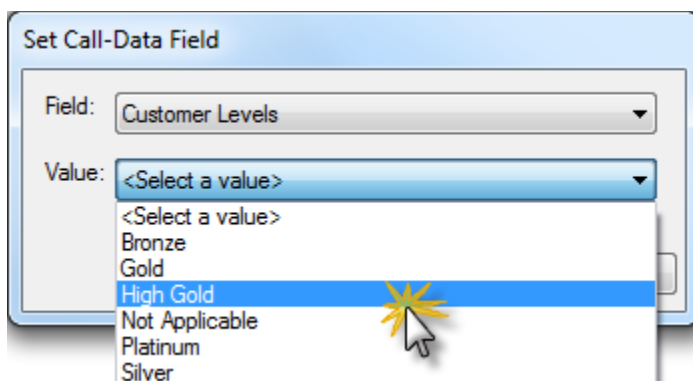 Set Call-Data Field
Field: Customer Levels
Value: <Select a value>
<Select a value>
Bronze
Gold
High Gold
Not Applicable
Platinum
Silver